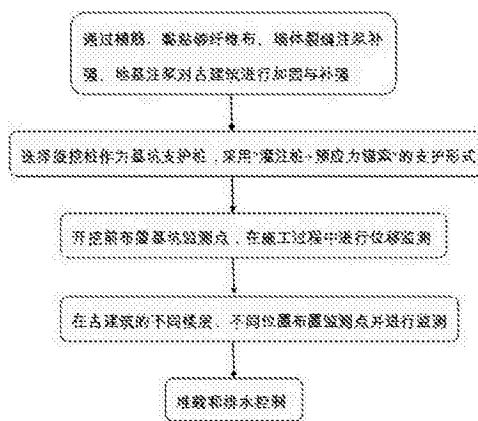 通过植筋、黏贴碳纤维布、墙体裂缝注浆补
强、地基注浆对古建筑进行加固与补强
选择旋挖桩作为基坑支护桩，采用“灌注桩+预应力锚索”的支护形式
开挖前布置基坑监测点，在施工过程中进行位移监测
在古建筑的不同楼层、不同位置布置监测点并进行监测
堆载和排水控制